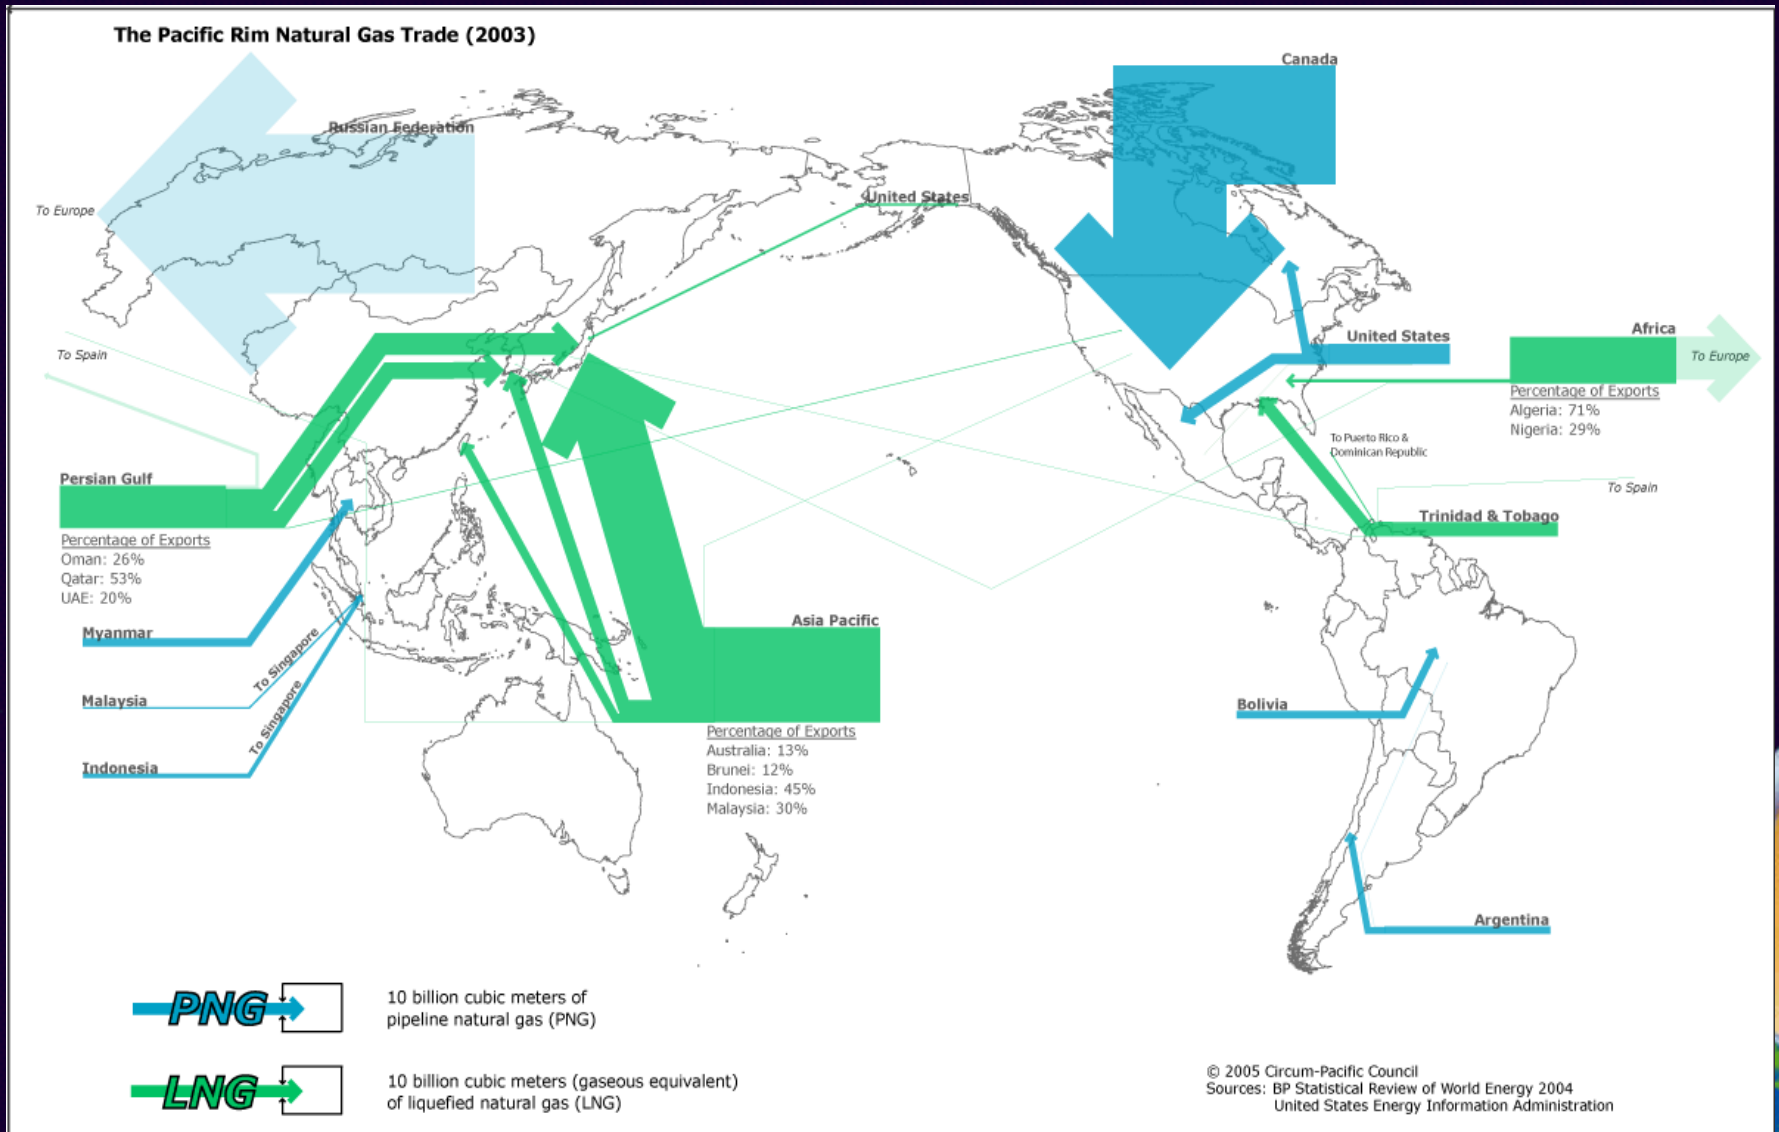 The Pacific Rim Natural Gas Trade (2003)
Canada
Russian Federation
To Europe
United States
To Spain
United States
Africa
To Europe
Percentage of Exports
Algeria: 71%
Nigeria: 29%
To Puerto Rico &
Dominican Republic
Persian Gulf
Percentage of Exports
Oman: 26%
Qatar: 53%
UAE: 20%
To Spain
Trinidad & Tobago
Myanmar
To Singapore
Malaysia
To Singapore
Indonesia
Asia Pacific
Percentage of Exports
Australia: 13%
Brunei: 12%
Indonesia: 45%
Malaysia: 30%
Bolivia
Argentina
PNG
10 billion cubic meters of
pipeline natural gas (PNG)
LNG
10 billion cubic meters (gaseous equivalent)
of liquefied natural gas (LNG)
© 2005 Circum-Pacific Council
Sources: BP Statistical Review of World Energy 2004
United States Energy Information Administration